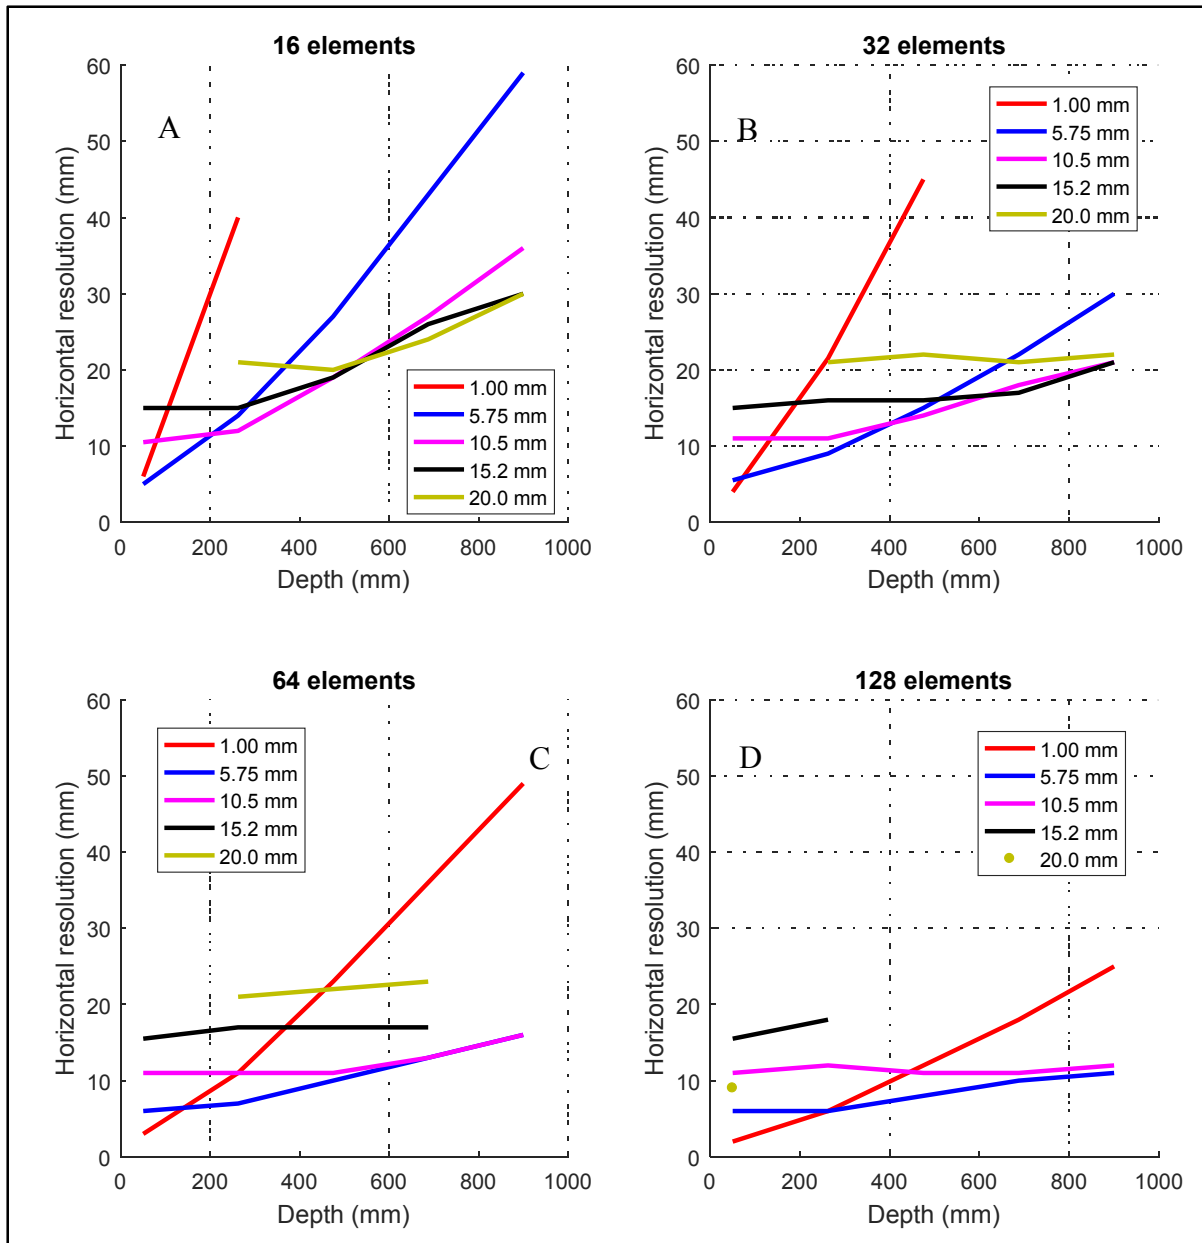 16 elements
60
50
40
30
20
10
0
Horizontal resolution (mm)
A
1.00 mm
5.75 mm
10.5 mm
15.2 mm
20.0 mm
0 200 400 600 800 1000
Depth (mm)
32 elements
60
50
40
30
20
10
0
Horizontal resolution (mm)
B
1.00 mm
5.75 mm
10.5 mm
15.2 mm
20.0 mm
0 200 400 600 800 1000
Depth (mm)
64 elements
60
50
40
30
20
10
0
Horizontal resolution (mm)
1.00 mm
5.75 mm
10.5 mm
15.2 mm
20.0 mm
C
0 200 400 600 800 1000
Depth (mm)
128 elements
60
50
40
30
20
10
0
Horizontal resolution (mm)
D
1.00 mm
5.75 mm
10.5 mm
15.2 mm
20.0 mm
0 200 400 600 800 1000
Depth (mm)